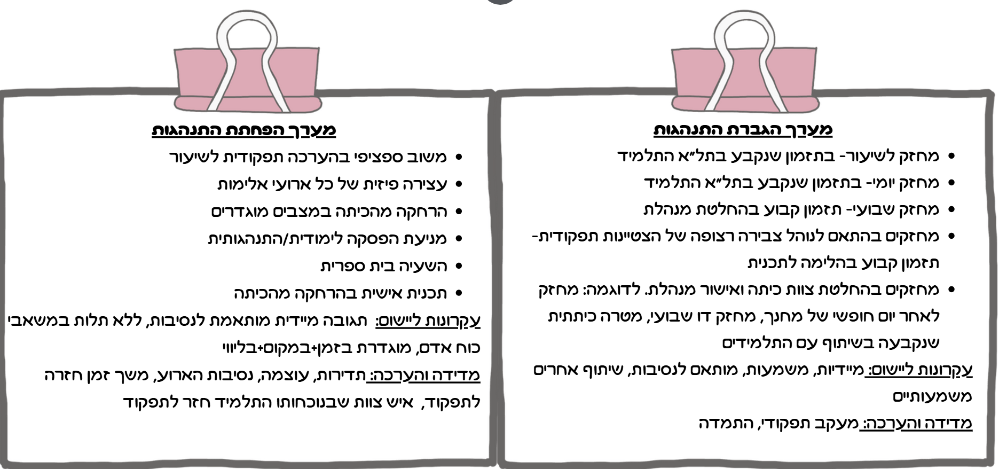 מערך הגברת התנהגות
• מחזק לשיעור- בתזמון שנקבע בתל"א התלמיד
• מחזק יומי- בתזמון שנקבע בתל"א התלמיד
• מחזק שבועי- תזמון קבוע בהחלטת מנהלת
• מחזקים בהתאם לנוהל צבירה רצופה של הצטיינות תפקודית-
תזמון קבוע בהלימה לתכנית
• מחזקים בהחלטת צוות כיתה ואישור מנהלת. לדוגמה: מחזק
לאחר יום חופשי של מחנך, מחזק דו שבועי, מטרה כיתתית
שנקבעה בשיתוף עם התלמידים
עקרונות ליישום: מיידיות, משמעות, מותאם לנסיבות, שיתוף אחרים
משמעותיים
מדידה והערכה: מעקב תפקודי, התמדה
מערך הפחתת התנהגות
• משוב ספציפי בהערכה תפקודית לשיעור
• עצירה פיזית של כל ארועי אלימות
• הרחקה מהכיתה במצבים מוגדרים
• מניעת הפסקה לימודית/התנהגותית
• השעיה בית ספרית
• תכנית אישית בהרחקה מהכיתה
עקרונות ליישום: תגובה מיידית מותאמת לנסיבות, ללא תלות במשאבי
כוח אדם, מוגדרת בזמן+במקום+בליווי
מדידה והערכה: תדירות, עוצמה, נסיבות הארוע, משך זמן חזרה
לתפקוד, איש צוות שבנוכחותו התלמיד חזר לתפקוד